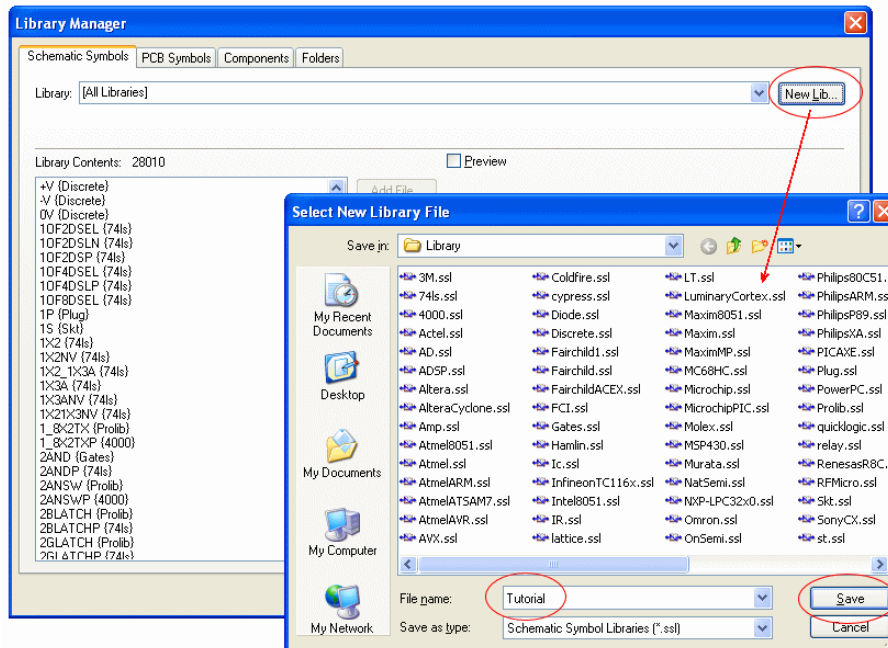 Library Manager
Schematic Symbols PCB Symbols Components Folders
Library: [All Libraries] New Lib...
Library Contents: 28010 Preview
Add File...
+V {Discrete}
-V {Discrete}
0V {Discrete}
1OF2DSEL {74ls}
1OF2DSLN {74ls}
1OF2DSP {74ls}
1OF4DSEL {74ls}
1OF4DSLP {74ls}
1OF8DSEL {74ls}
1P {Plug}
1S {Skt}
1X2 {74ls}
1X2NV {74ls}
1X2_1X3A {74ls}
1X3A {74ls}
1X3ANV {74ls}
1X21X3NV {74ls}
1_8X2TX {Prolib}
1_8X2TXP {4000}
2AND {Gates}
2ANDP {74ls}
2ANSW {Prolib}
2ANSWP {4000}
2BLATCH {Prolib}
2BLATCHP {74ls}
2GLATCH {Prolib}
2GLATCHP {74ls}
Select New Library File
Save in: Library
My Recent Documents
Desktop
My Documents
My Computer
My Network
3M.ssl
74ls.ssl
4000.ssl
Actel.ssl
AD.ssl
ADSP.ssl
Altera.ssl
AlteraCyclone.ssl
Amp.ssl
Atmel8051.ssl
Atmel.ssl
AtmelARM.ssl
AtmelATSAM7.ssl
AtmelAVR.ssl
AVX.ssl
Coldfire.ssl
cypress.ssl
Diode.ssl
Discrete.ssl
Fairchild1.ssl
Fairchild.ssl
FairchildACEX.ssl
FCI.ssl
Gates.ssl
Hamlin.ssl
Ic.ssl
InfineonTC116x.ssl
Intel8051.ssl
IR.ssl
lattice.ssl
LT.ssl
LuminaryCortex.ssl
Maxim8051.ssl
Maxim.ssl
MaximMP.ssl
MC68HC.ssl
Microchip.ssl
MicrochipPIC.ssl
Molex.ssl
MSP430.ssl
Murata.ssl
NatSemi.ssl
NXP-LPC32x0.ssl
Omron.ssl
OnSemi.ssl
Philips80C51.
PhilipsARM.ss
PhilipsP89.ssl
PhilipsXA.ssl
PICAXE.ssl
Plug.ssl
PowerPC.ssl
Prolib.ssl
quicklogic.ssl
relay.ssl
RenesasR8C.
RFMicro.ssl
Skt.ssl
SonyCX.ssl
st.ssl
File name: Tutorial Save
Save as type: Schematic Symbol Libraries (*.ssl) Cancel